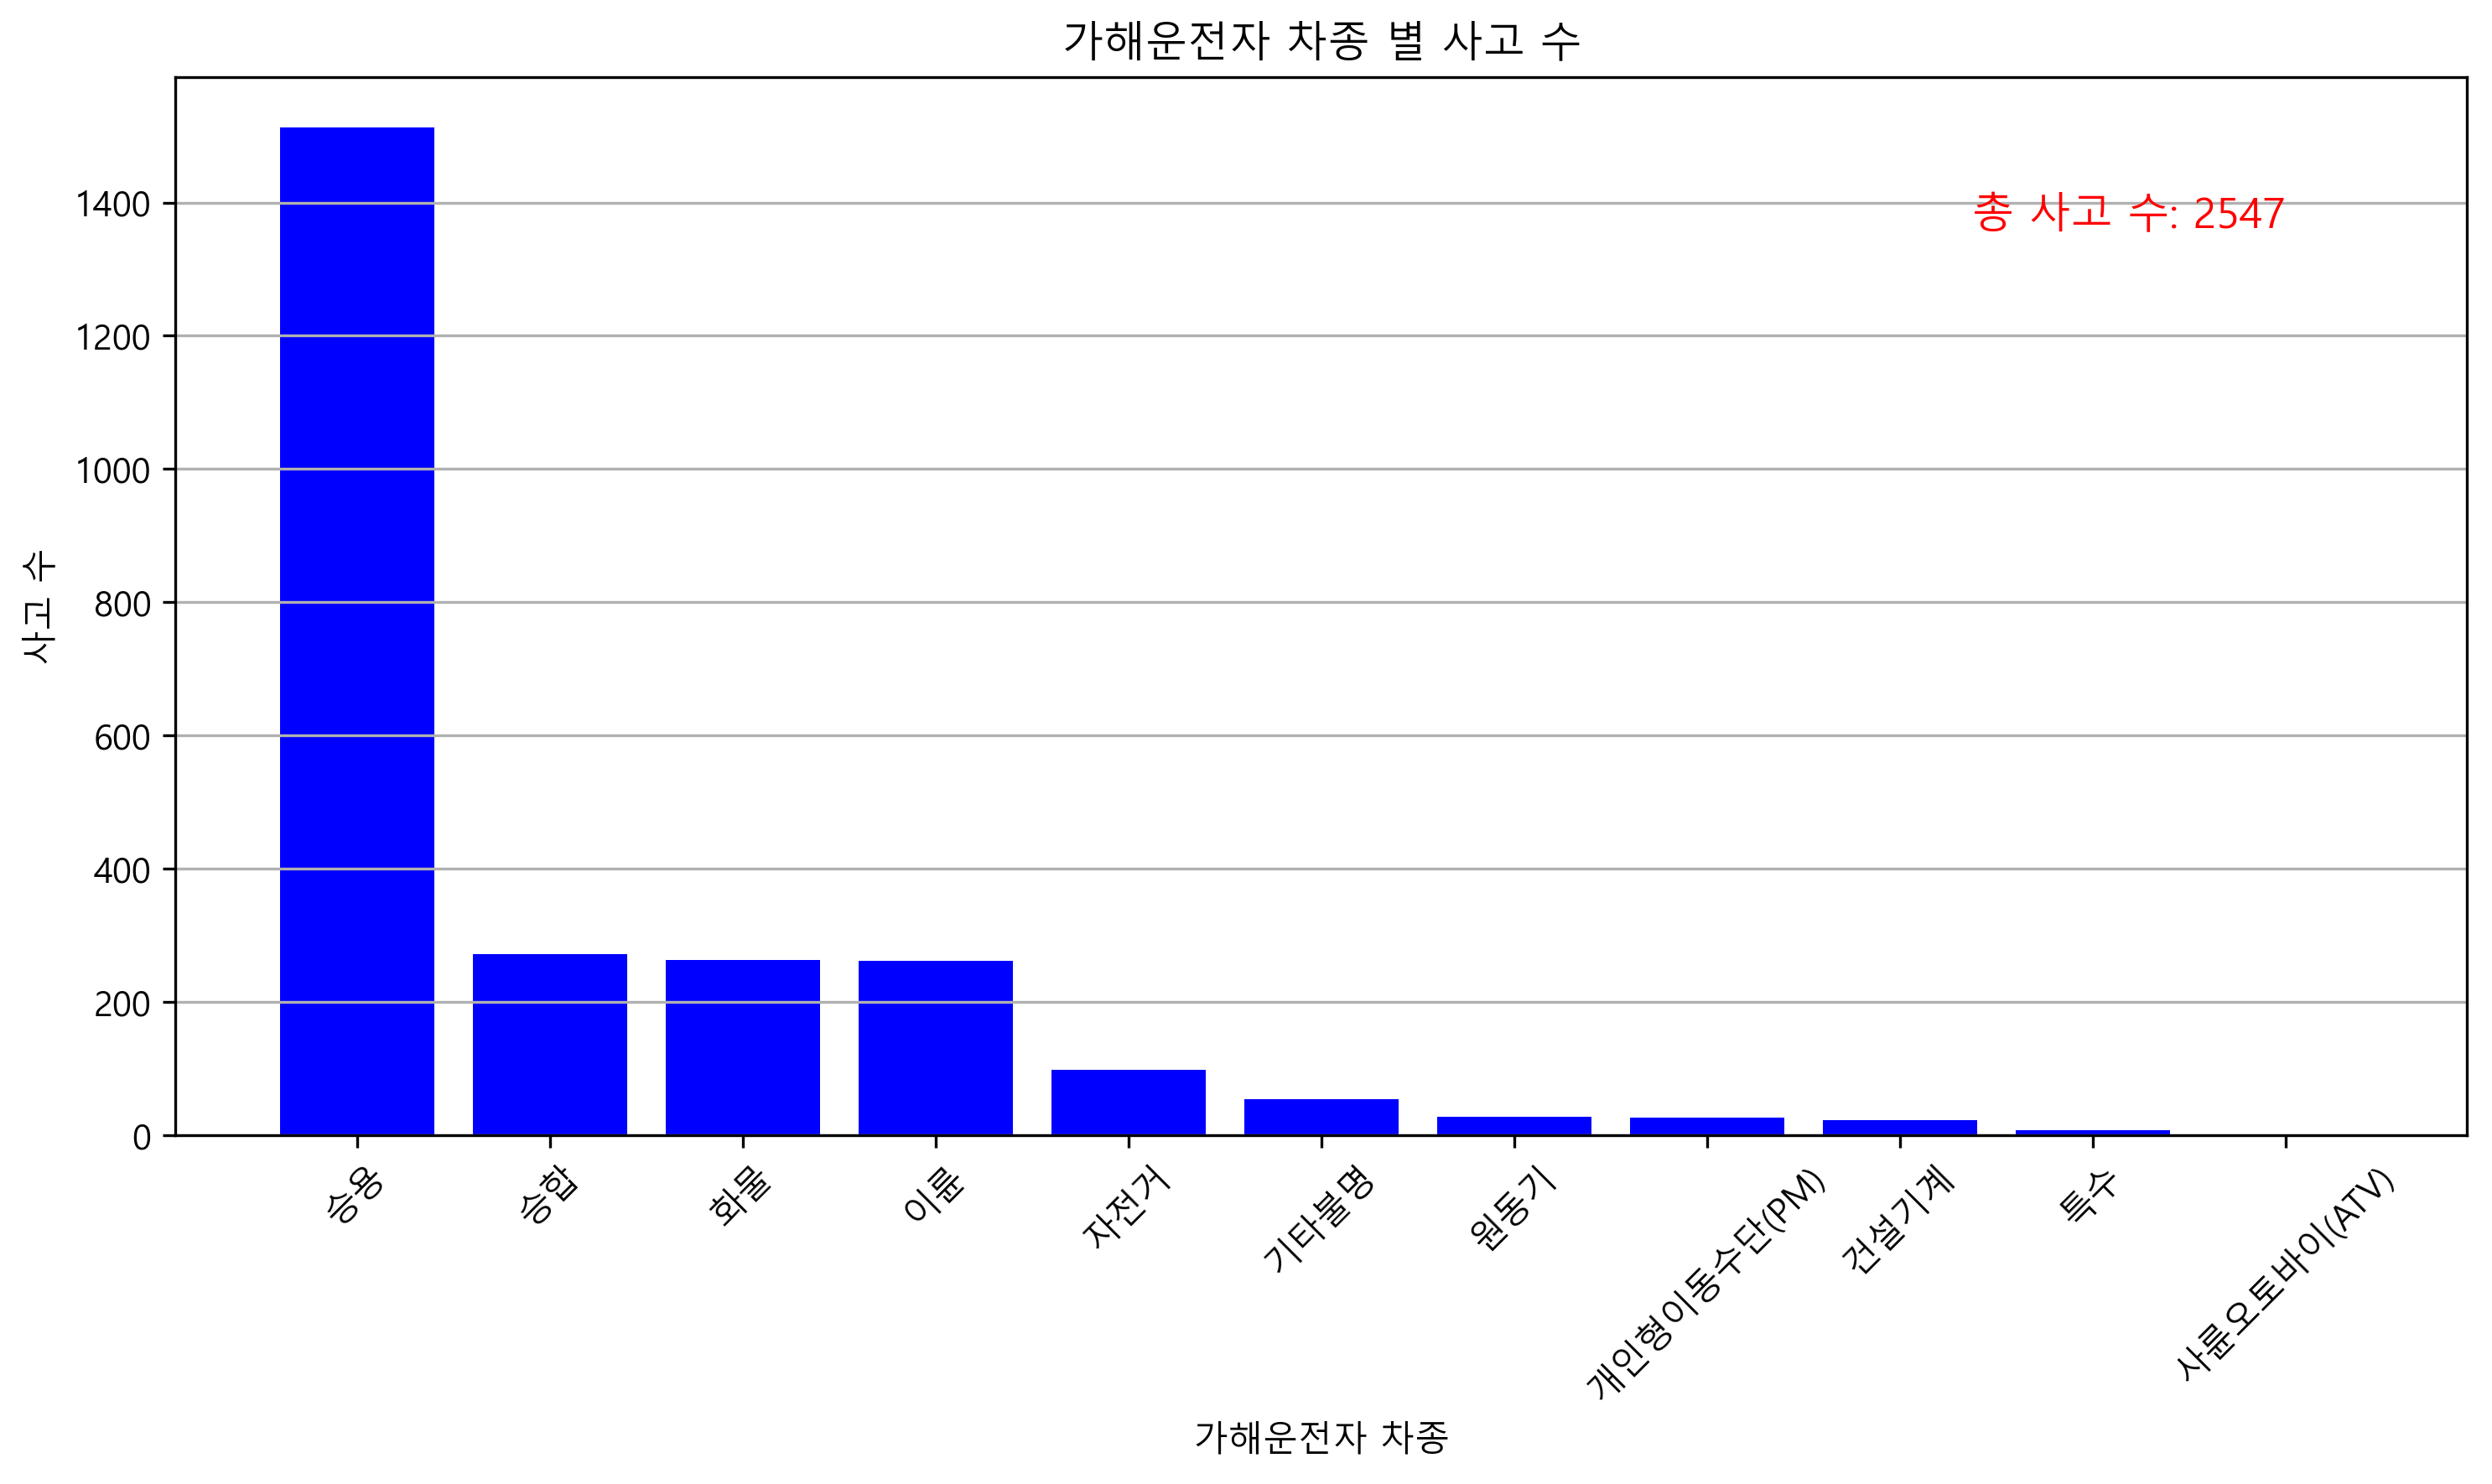 가해운전자 차종 별 사고 수
총 사고 수: 2547
1400
1200
1000
800
600
400
200
0
사고 수
승용
승합
화물
이륜
자전거
기타불명
원동기
개인형이동수단(PM)
건설기계
특수
사륜오토바이(ATV)
가해운전자 차종